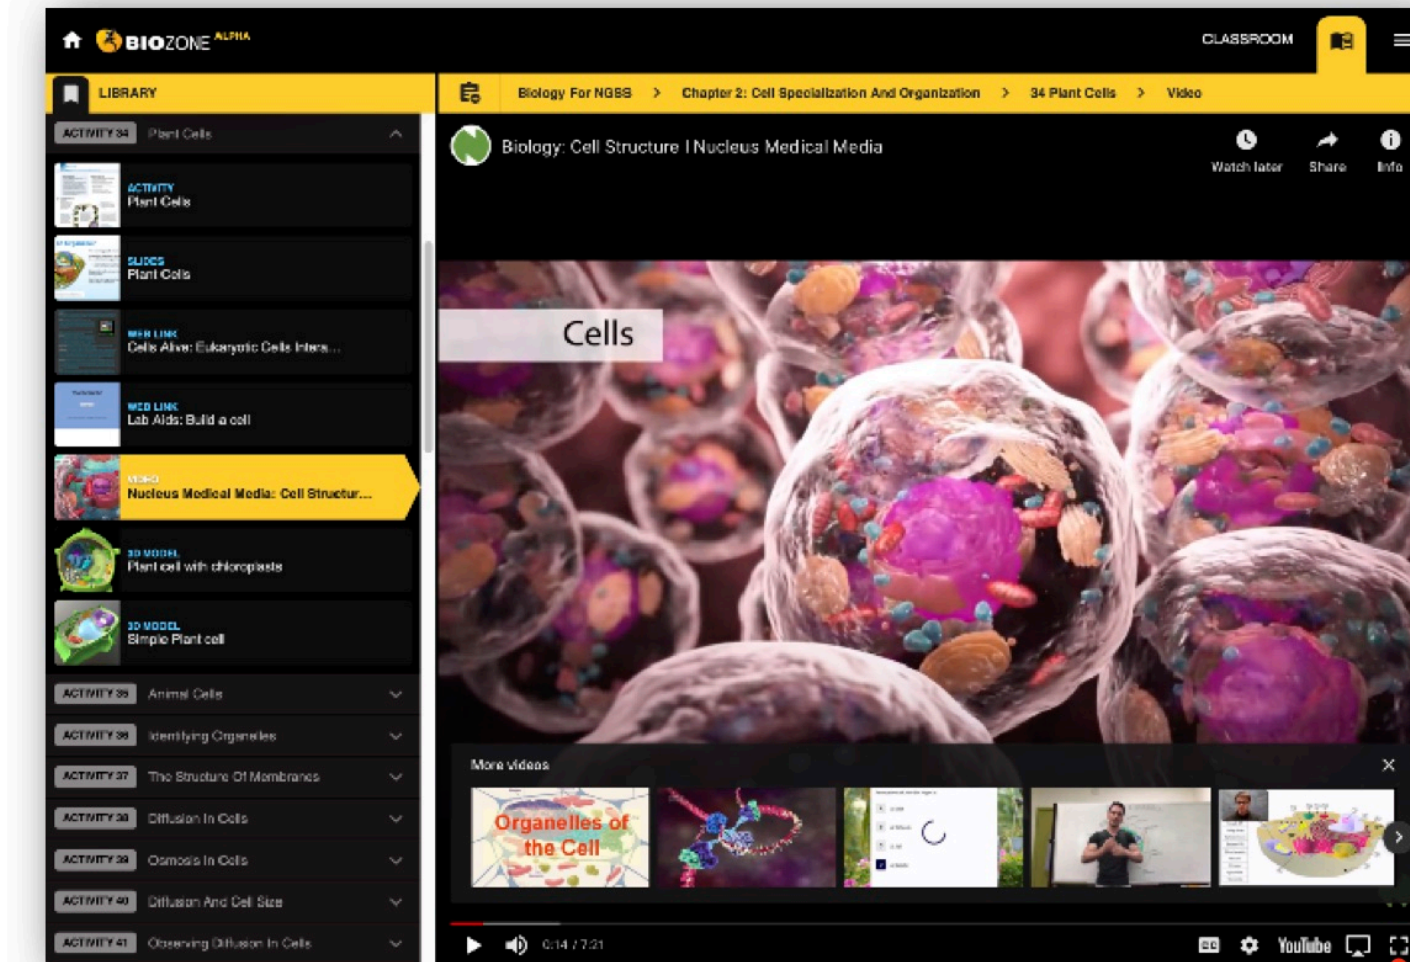 BIOZONE ALPHA
CLASSROOM
LIBRARY
Biology For NGSS > Chapter 2: Cell Specialization And Organization > 34 Plant Cells > Video
ACTIVITY 34 Plant Cells
ACTIVITY
Plant Cells
SLIDES
Plant Cells
WEB LINK
Cells Alive: Eukaryotic Cells Intera...
WEB LINK
Lab Aids: Build a cell
VIDEO
Nucleus Medical Media: Cell Structur...
3D MODEL
Plant cell with chloroplasts
3D MODEL
Simple Plant cell
ACTIVITY 35 Animal Cells
ACTIVITY 36 Identifying Organelles
ACTIVITY 37 The Structure Of Membranes
ACTIVITY 38 Diffusion In Cells
ACTIVITY 39 Osmosis In Cells
ACTIVITY 40 Diffusion And Cell Size
ACTIVITY 41 Observing Diffusion In Cells
Biology: Cell Structure I Nucleus Medical Media
Watch later
Share
Info
Cells
More videos
Organelles of
the Cell
0:14 / 7:21
CC
YouTube